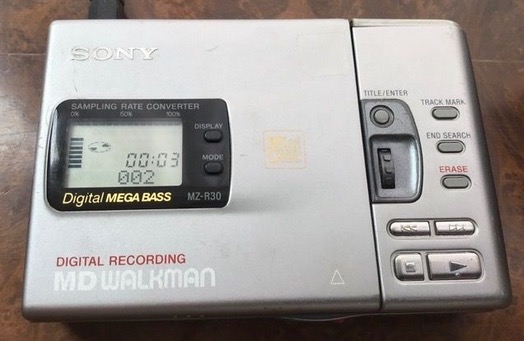 SONY
SAMPLING RATE CONVERTER
0% 50% 100%
DISPLAY
00:03
MODE
002
Digital MEGA BASS MZ-R30
DIGITAL RECORDING
MD WALKMAN
TITLE/ENTER
TRACK MARK
END SEARCH
ERASE